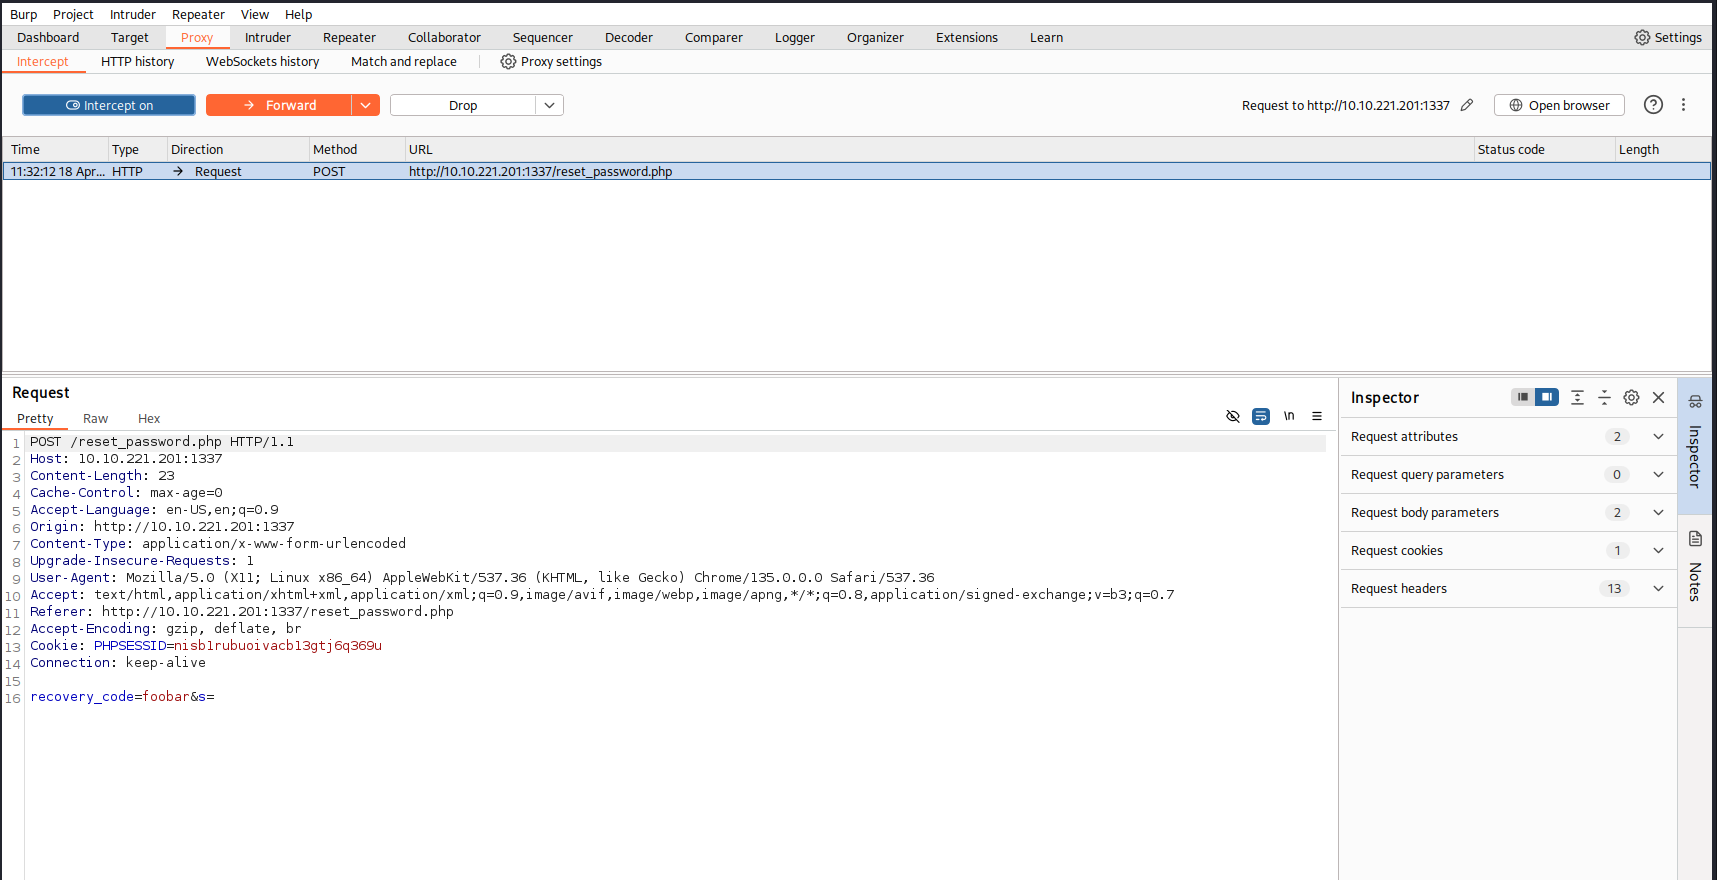 Burp Project Intruder Repeater View Help
Dashboard Target Proxy Intruder Repeater Collaborator Sequencer Decoder Comparer Logger Organizer Extensions Learn Settings
Intercept HTTP history WebSockets history Match and replace Proxy settings
Intercept on Forward Drop Request to http://10.10.221.201:1337 Open browser ?
Time Type Direction Method URL Status code Length
11:32:12 18 Apr... HTTP → Request POST http://10.10.221.201:1337/reset_password.php
Request
Pretty Raw Hex \n
1 POST /reset_password.php HTTP/1.1
2 Host: 10.10.221.201:1337
3 Content-Length: 23
4 Cache-Control: max-age=0
5 Accept-Language: en-US,en;q=0.9
6 Origin: http://10.10.221.201:1337
7 Content-Type: application/x-www-form-urlencoded
8 Upgrade-Insecure-Requests: 1
9 User-Agent: Mozilla/5.0 (X11; Linux x86_64) AppleWebKit/537.36 (KHTML, like Gecko) Chrome/135.0.0.0 Safari/537.36
10 Accept: text/html,application/xhtml+xml,application/xml;q=0.9,image/avif,image/webp,image/apng,*/*;q=0.8,application/signed-exchange;v=b3;q=0.7
11 Referer: http://10.10.221.201:1337/reset_password.php
12 Accept-Encoding: gzip, deflate, br
13 Cookie: PHPSESSID=nisb1rubuoivacb13gtj6q369u
14 Connection: keep-alive
15
16 recovery_code=foobar&s=
Inspector
Request attributes 2
Request query parameters 0
Request body parameters 2
Request cookies 1
Request headers 13
Inspector
Notes